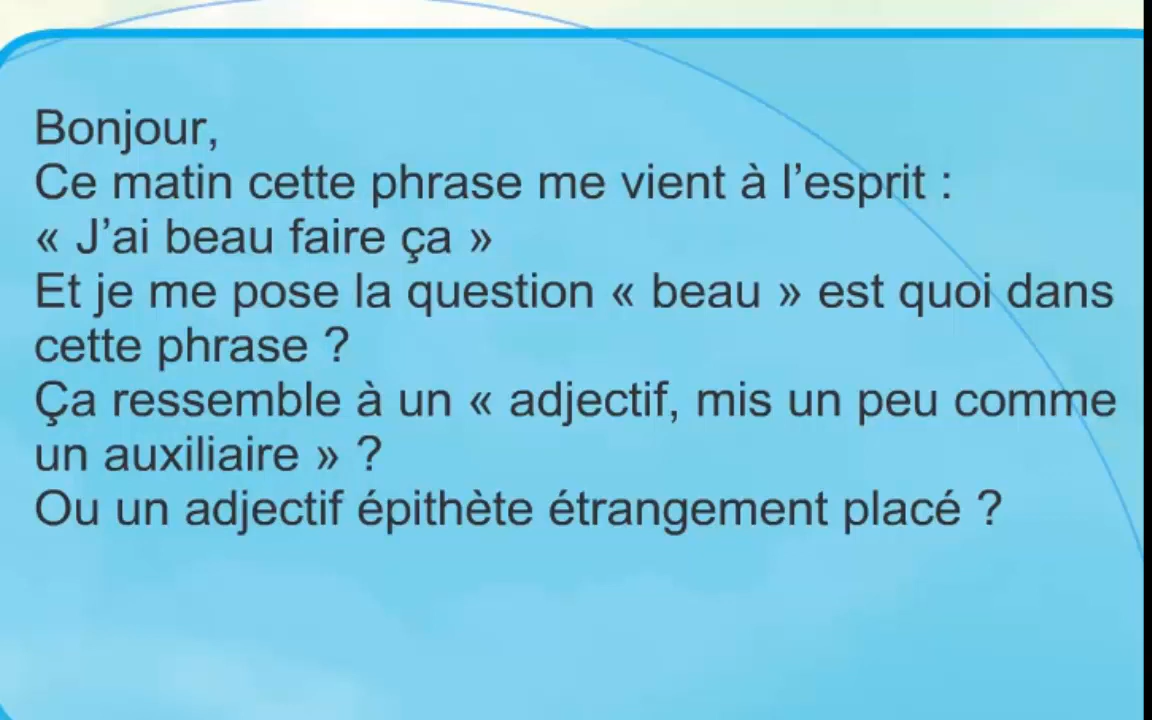 Bonjour,
Ce matin cette phrase me vient à l’esprit :
« J’ai beau faire ça »
Et je me pose la question « beau » est quoi dans
cette phrase ?
Ça ressemble à un « adjectif, mis un peu comme
un auxiliaire » ?
Ou un adjectif épithète étrangement placé ?